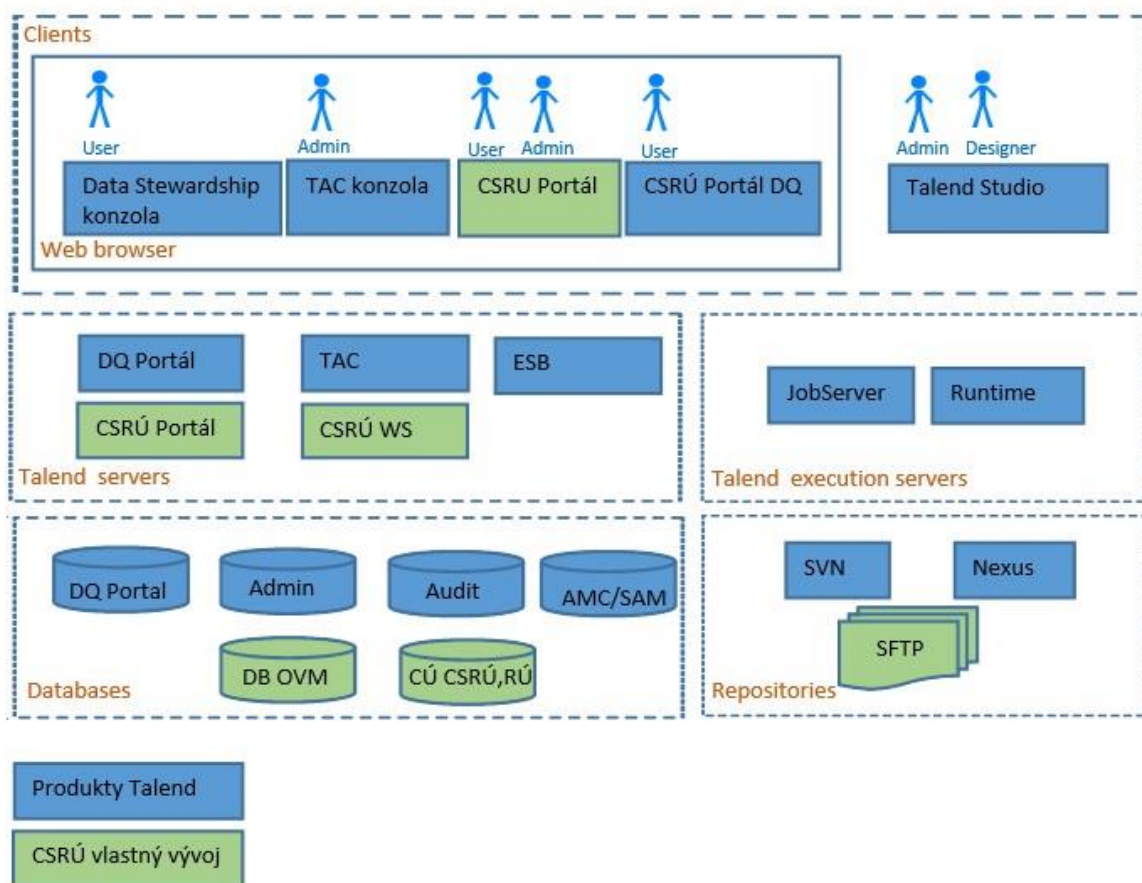 Clients
User
Admin
User
Admin
User
Admin
Designer
Data Stewardship
konzola
TAC konzola
CSRU Portál
CSRÚ Portál DQ
Talend Studio
Web browser
DQ Portál
TAC
ESB
CSRÚ Portál
CSRÚ WS
Talend servers
JobServer
Runtime
Talend execution servers
DQ Portal
Admin
Audit
AMC/SAM
DB OVM
CÚ CSRÚ,RÚ
Databases
SVN
Nexus
SFTP
Repositories
Produkty Talend
CSRÚ vlastný vývoj